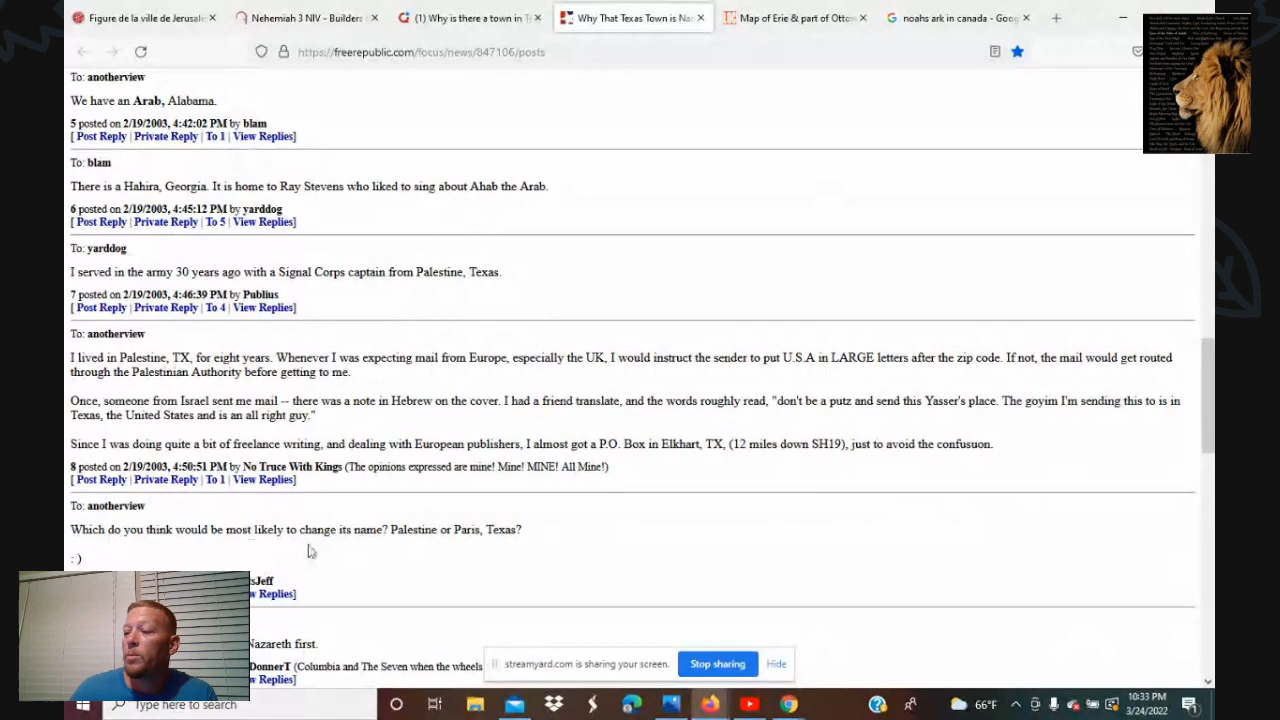 Figure de la vie de Jérusalem
Nehemiah 3 NIV - Builders
(1) Why is there a town in
Why That Texas Town Is Nam
Map of Erie & part of Ottow
Elam road - Goog
https://freerepublic.com/focus/news/847106/posts
To: anotherview
We have an Arab, Alabama.
5 posted on 2/19/2003, 4:42:02 PM by blam
[ Post Reply | Private Reply | To 1 | View Replies]
To: blam
There is a Hahira, Georgia. It is home to Ray Stevens who liked to sing about Ahab the Arab.
6 posted on 2/19/2003, 4:45:12 PM by yarddog
[ Post Reply | Private Reply | To 5 | View Replies]
To: yarddog
I served in the army 30 years ago with a Signal Corps captain from Palestine, Texas.
7 posted on 2/19/2003, 4:46:39 PM by Publius
[ Post Reply | Private Reply | To 4 | View Replies]
To: anotherview
I lived in Palestine, TX, for eight years. Whenever I was expecting mail from Europe, especially the UK, I would instruct the sender to put U.S.A in LARGE letters after the zip code. If not, the mail would get routed
through the Palestinian Authority before getting to me.
Once, someone from Israel sent me mail -- there was a note in Hebrew on the cover. I had a friend translate, and the words roughly read, "don't be a putz and send this Yasser's place. The goyim I'm sending this to is in
Texas, the United States and is an all right guy."
Since I was doing quite a bit of freelance writing, and dealing with European publishers, I almost got a P.O. Box in Elkhart, TX, (12 miles down SH19), just to avoid the confusuon.
8 posted on 2/19/2003, 4:50:51 PM by No Truce With Kings (The opinions expressed are mine! Mine! MINE! All Mine!)
[ Post Reply | Private Reply | To 1 | View Replies]
To: anotherview
Which do you think would be most likely to change its name? Palestine or Paris, Texas?
: )
sJeff
w Replies]
Nazareth first.
DonnerT (Columbia and The Seven when the wheels
w Replies]
streamyard.com is sharing your screen.
Stop sharing
Hide
Type here to search
66°F
10:33 PM
3/24/2022
1